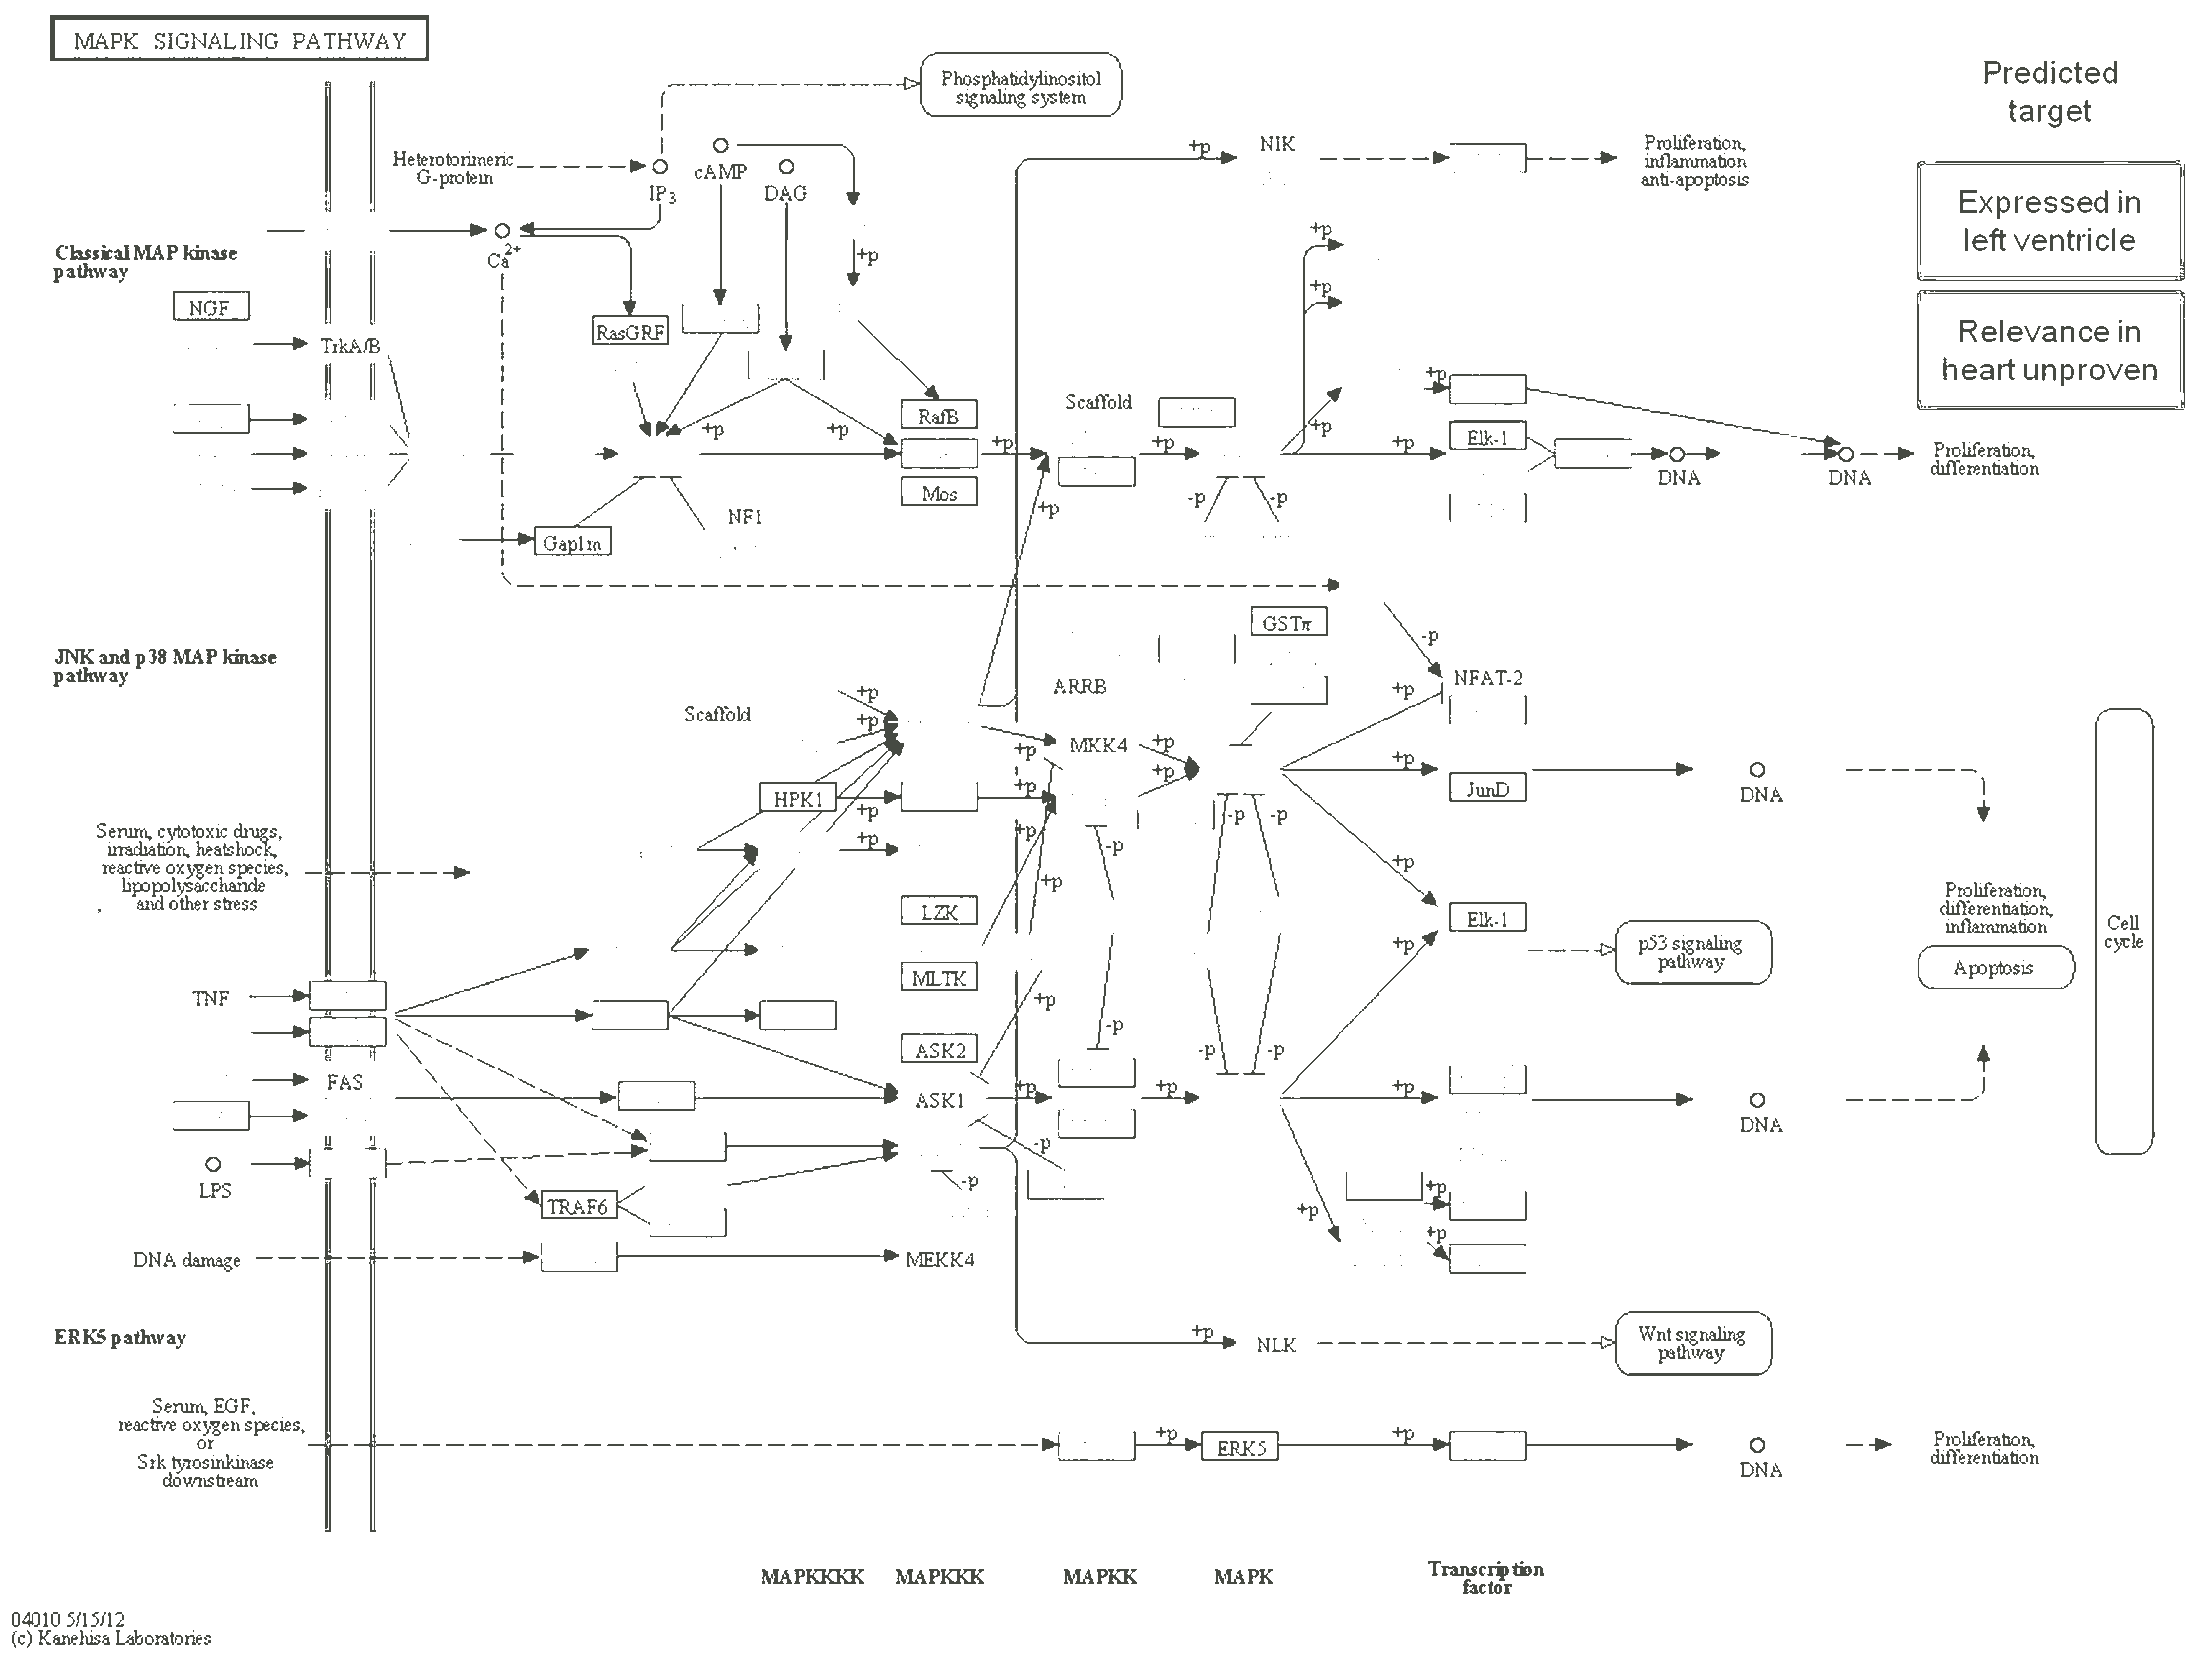 MAPK SIGNALING PATHWAY
Phosphatidylinositol
signaling system
Predicted
target
Heterotorimeric
G-protein
IP3
cAMP
DAG
+p
NIK
Proliferation,
inflammation
anti-apoptosis
Expressed in
left ventricle
Classical MAP kinase
pathway
Ca2+
+p
+p
+p
NGF
RasGRF
TrkA/B
Relevance in
heart unproven
+p
RafB
Scaffold
+p
+p
+p
+p
+p
+p
+p
Elk-1
DNA
DNA
Proliferation,
differentiation
Mos
+p
-p
-p
NF1
Gap1m
GSTπ
-p
JNK and p38 MAP kinase
pathway
ARRB
NFAT-2
Scaffold
+p
+p
+p
+p
MKK4
+p
+p
+p
+p
HPK1
JunD
DNA
+p
+p
+p
-p
-p
-p
Serum, cytotoxic drugs,
irradiation, heatshock,
reactive oxygen species,
lipopolysaccharide
and other stress
+p
+p
LZK
Elk-1
+p
p53 signaling
pathway
Proliferation,
differentiation,
inflammation
Apoptosis
Cell
cycle
MLTK
TNF
+p
-p
ASK2
-p
-p
FAS
ASK1
+p
+p
+p
DNA
-p
LPS
-p
TRAF6
+p
+p
+p
DNA damage
MEKK4
ERK5 pathway
+p
NLK
Wnt signaling
pathway
Serum, EGF,
reactive oxygen species,
or
Srk tyrosinkinase
downstream
+p
ERK5
+p
DNA
Proliferation,
differentiation
MAPKKKK
MAPKKK
MAPKK
MAPK
Transcription
factor
04010 5/15/12
(c) Kanehisa Laboratories